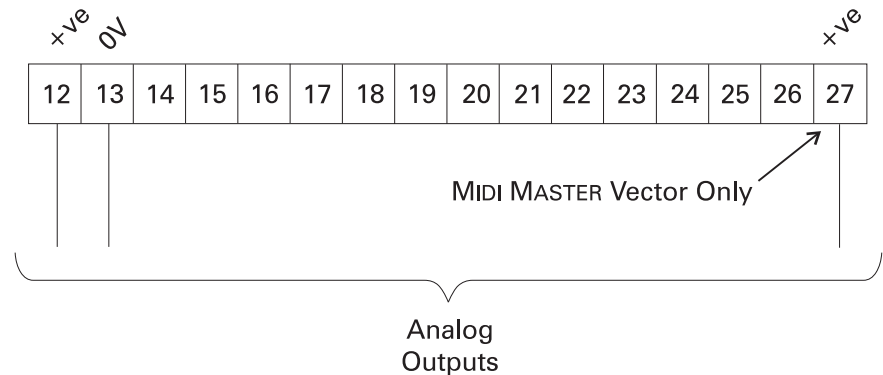 +ve 0V +ve
12 13 14 15 16 17 18 19 20 21 22 23 24 25 26 27
MIDI MASTER Vector Only
Analog
Outputs